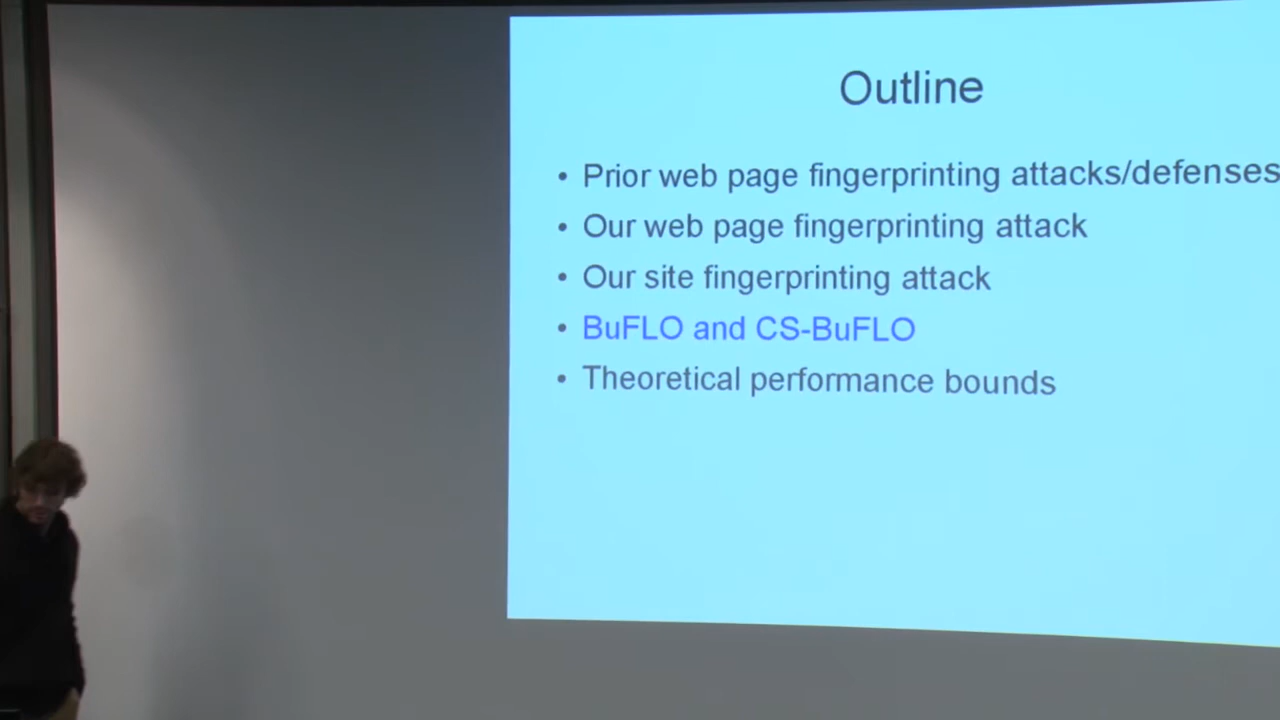 Outline
• Prior web page fingerprinting attacks/defenses
• Our web page fingerprinting attack
• Our site fingerprinting attack
• BuFLO and CS-BuFLO
• Theoretical performance bounds